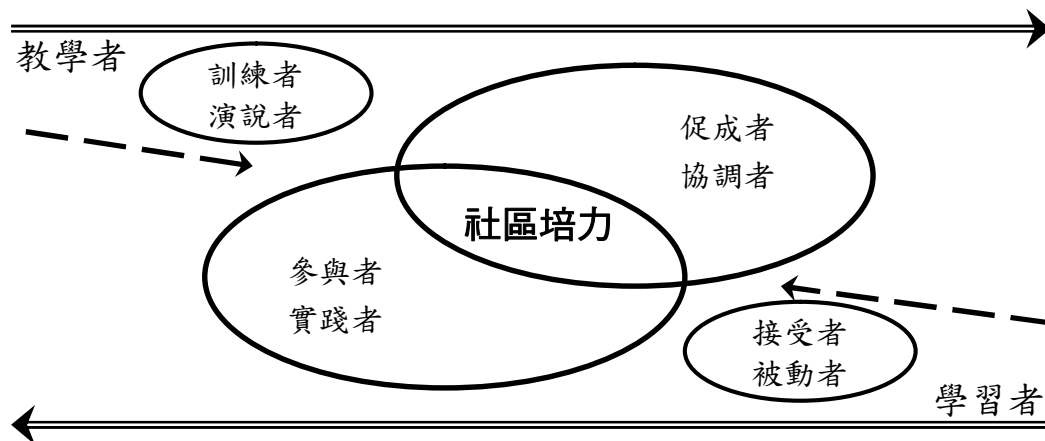 教學者
訓練者
演說者
促成者
協調者
社區培力
參與者
實踐者
接受者
被動者
學習者